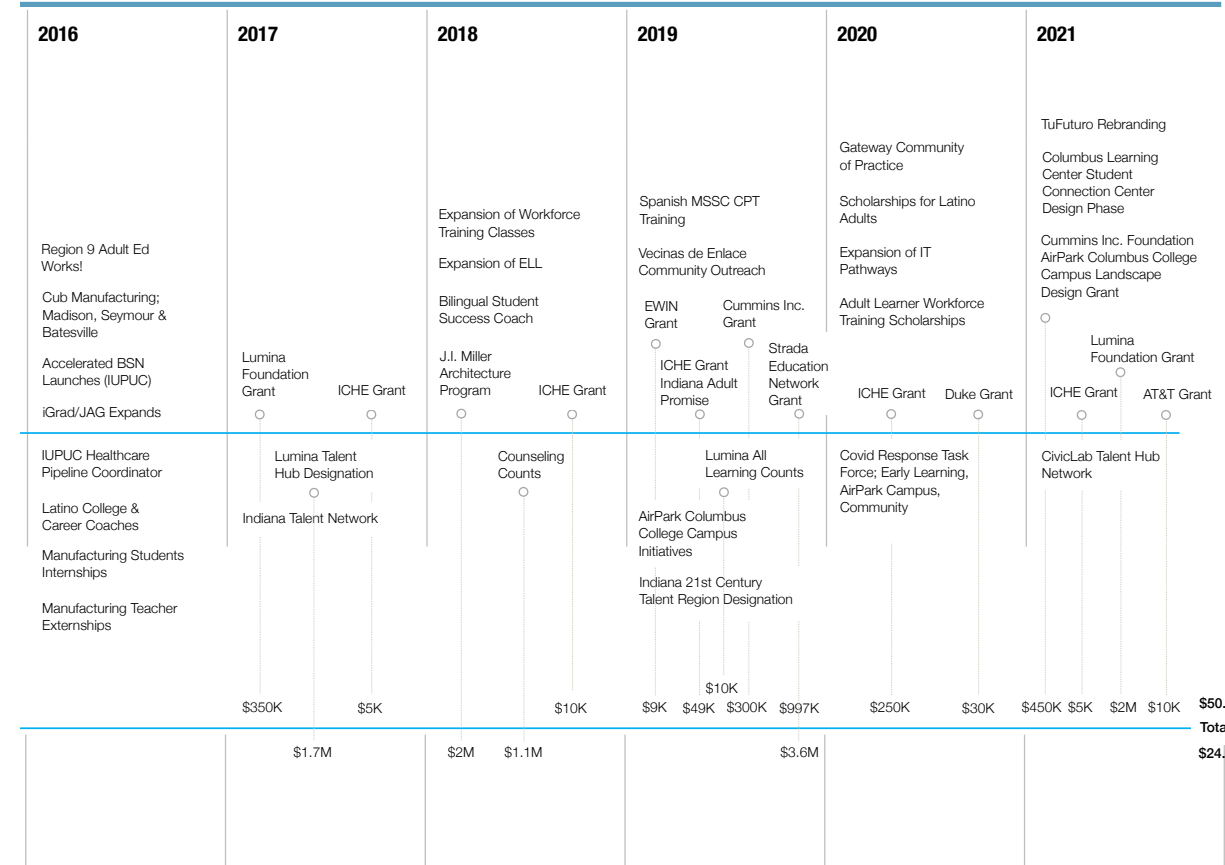 2016
Region 9 Adult Ed
Works!
Cub Manufacturing;
Madison, Seymour &
Batesville
Accelerated BSN
Launches (IUPUC)
iGrad/JAG Expands
IUPUC Healthcare
Pipeline Coordinator
Latino College &
Career Coaches
Manufacturing Students
Internships
Manufacturing Teacher
Externships
2017
Lumina
Foundation
Grant
ICHE Grant
Lumina Talent
Hub Designation
Indiana Talent Network
$350K
$5K
$1.7M
2018
Expansion of Workforce
Training Classes
Expansion of ELL
Bilingual Student
Success Coach
J.I. Miller
Architecture
Program
ICHE Grant
Counseling
Counts
$10K
$2M
$1.1M
2019
Spanish MSSC CPT
Training
Vecinas de Enlace
Community Outreach
EWIN
Grant
Cummins Inc.
Grant
ICHE Grant
Indiana Adult
Promise
Strada
Education
Network
Grant
Lumina All
Learning Counts
AirPark Columbus
College Campus
Initiatives
Indiana 21st Century
Talent Region Designation
$10K
$9K
$49K
$300K
$997K
$3.6M
2020
Gateway Community
of Practice
Scholarships for Latino
Adults
Expansion of IT
Pathways
Adult Learner Workforce
Training Scholarships
ICHE Grant
Duke Grant
Covid Response Task
Force; Early Learning,
AirPark Campus,
Community
$250K
$30K
2021
TuFuturo Rebranding
Columbus Learning
Center Student
Connection Center
Design Phase
Cummins Inc. Foundation
AirPark Columbus College
Campus Landscape
Design Grant
Lumina
Foundation Grant
ICHE Grant
AT&T Grant
CivicLab Talent Hub
Network
$450K
$5K
$2M
$10K
$50.
Tota
$24.